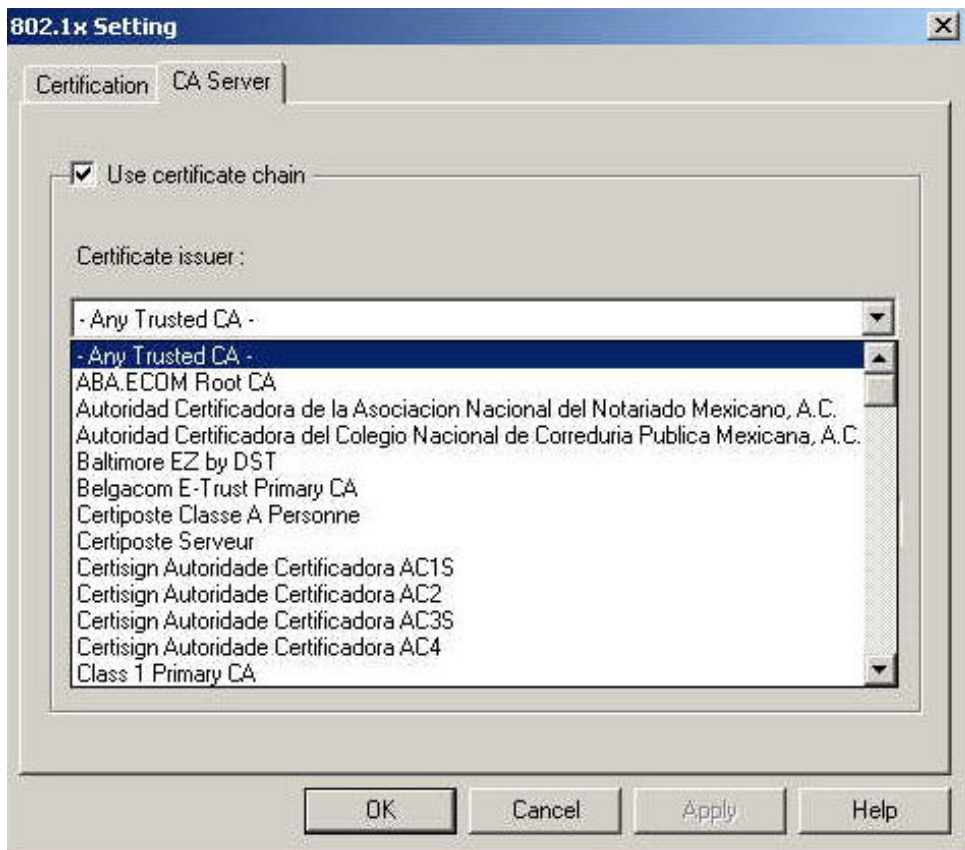 802.1x Setting
Certification
CA Server
Use certificate chain
Certificate issuer :
- Any Trusted CA -
- Any Trusted CA -
ABA.ECOM Root CA
Autoridad Certificadora de la Asociacion Nacional del Notariado Mexicano, A.C.
Autoridad Certificadora del Colegio Nacional de Correduria Publica Mexicana, A.C.
Baltimore EZ by DST
Belgacom E-Trust Primary CA
Certiposte Classe A Personne
Certiposte Serveur
Certisign Autoridade Certificadora AC1S
Certisign Autoridade Certificadora AC2
Certisign Autoridade Certificadora AC3S
Certisign Autoridade Certificadora AC4
Class 1 Primary CA
OK
Cancel
Apply
Help